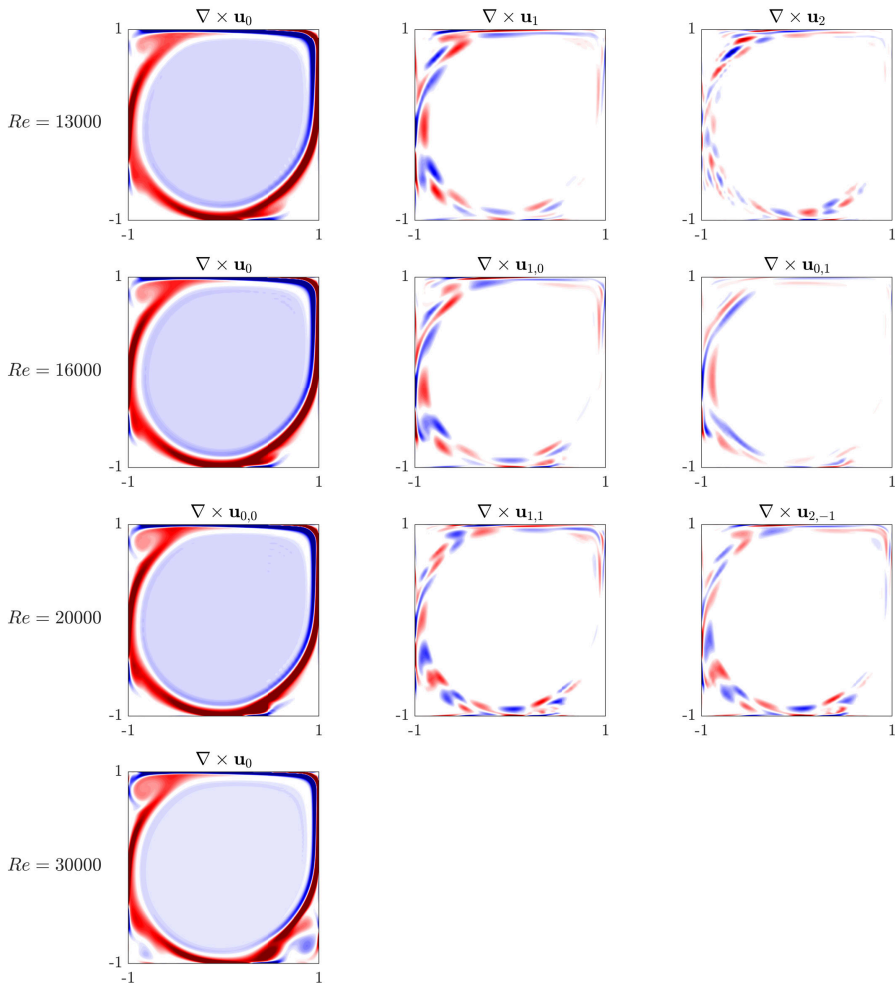 ∇ × u₀ ∇ × u₁ ∇ × u₂
1 1 1
Re = 13000
-1 -1 -1
-1 1 -1 1 -1 1
∇ × u₀ ∇ × u₁,₀ ∇ × u₀,₁
1 1 1
Re = 16000
-1 -1 -1
-1 1 -1 1 -1 1
∇ × u₀,₀ ∇ × u₁,₁ ∇ × u₂,₋₁
1 1 1
Re = 20000
-1 -1 -1
-1 1 -1 1 -1 1
∇ × u₀
1
Re = 30000
-1
-1 1